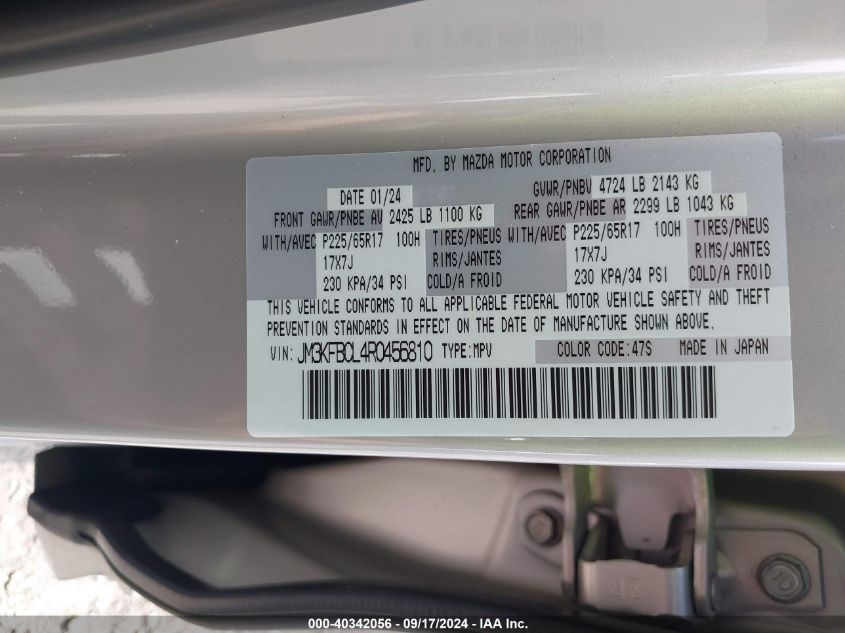 MFD. BY MAZDA MOTOR CORPORATION
DATE 01/24 GVWR/PNBV 4724 LB 2143 KG
FRONT GAWR/PNBE AV 2425 LB 1100 KG REAR GAWR/PNBE AR 2299 LB 1043 KG
WITH/AVEC P225/65R17 100H TIRES/PNEUS WITH/AVEC P225/65R17 100H TIRES/PNEUS
17X7J RIMS/JANTES 17X7J RIMS/JANTES
230 KPA/34 PSI COLD/A FROID 230 KPA/34 PSI COLD/A FROID
THIS VEHICLE CONFORMS TO ALL APPLICABLE FEDERAL MOTOR VEHICLE SAFETY AND THEFT
PREVENTION STANDARDS IN EFFECT ON THE DATE OF MANUFACTURE SHOWN ABOVE.
VIN: JM3KFBCL4R0456810 TYPE:MPV COLOR CODE:47S MADE IN JAPAN
000-40342056 - 09/17/2024 - IAA Inc.